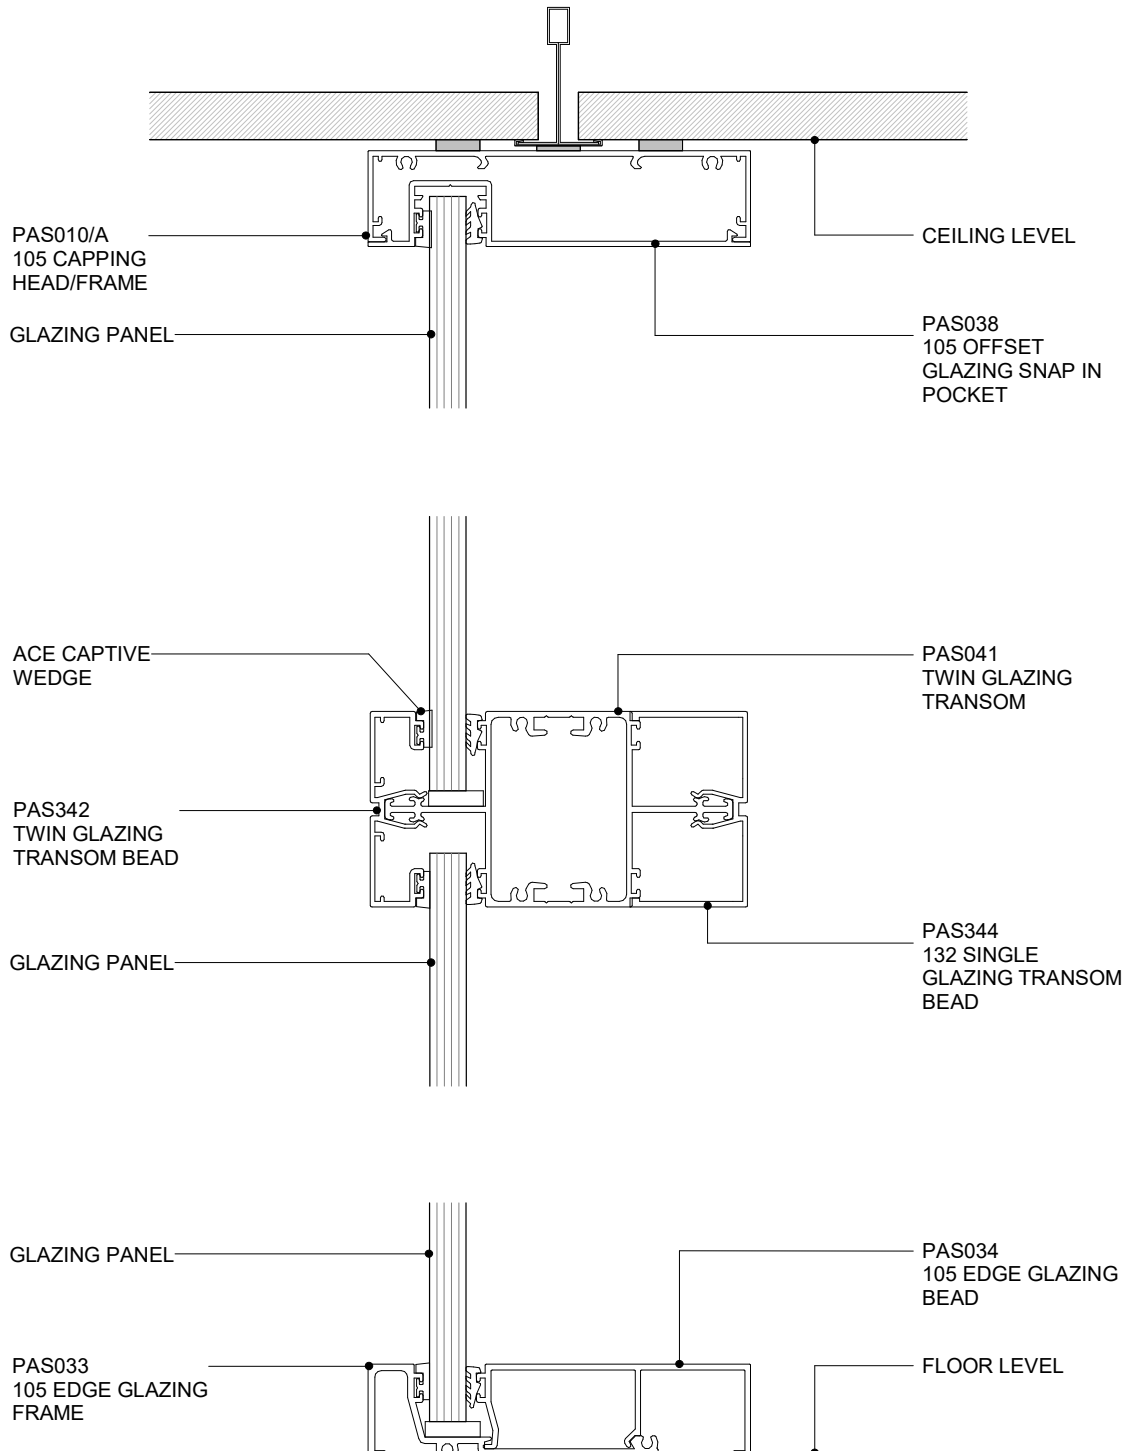 PAS010/A
105 CAPPING
HEAD/FRAME
CEILING LEVEL
GLAZING PANEL
PAS038
105 OFFSET
GLAZING SNAP IN
POCKET
ACE CAPTIVE
WEDGE
PAS041
TWIN GLAZING
TRANSOM
PAS342
TWIN GLAZING
TRANSOM BEAD
GLAZING PANEL
PAS344
132 SINGLE
GLAZING TRANSOM
BEAD
GLAZING PANEL
PAS034
105 EDGE GLAZING
BEAD
PAS033
105 EDGE GLAZING
FRAME
FLOOR LEVEL